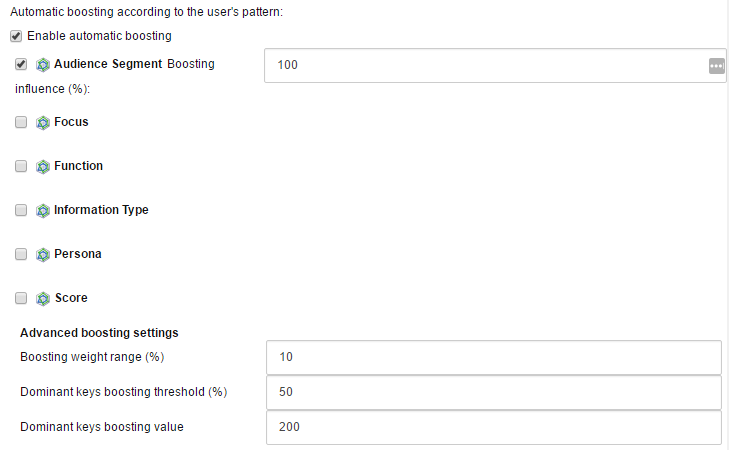 Automatic boosting according to the user's pattern:
Enable automatic boosting
Audience Segment Boosting
influence (%):
100
Focus
Function
Information Type
Persona
Score
Advanced boosting settings
Boosting weight range (%) 10
Dominant keys boosting threshold (%) 50
Dominant keys boosting value 200